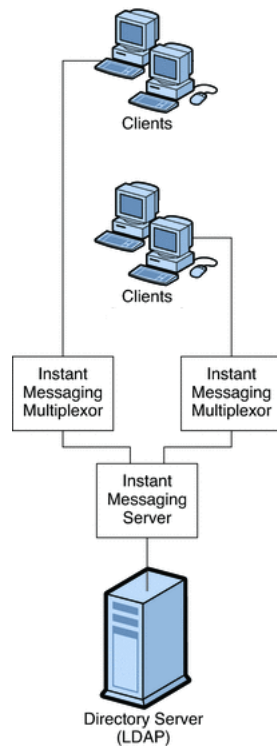 Clients
Clients
Instant
Messaging
Multiplexor
Instant
Messaging
Multiplexor
Instant
Messaging
Server
Directory Server
(LDAP)